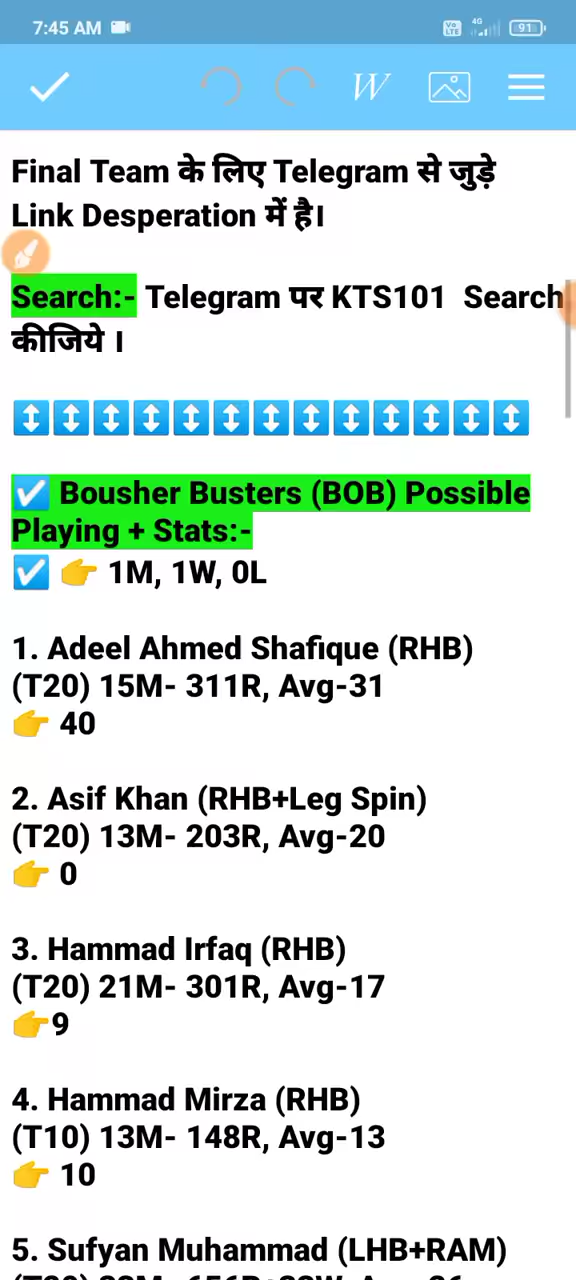 7:45 AM
Vo LTE 4G 91
W
Final Team के लिए Telegram से जुड़े
Link Desperation में है।
Search:- Telegram पर KTS101 Search
कीजिये ।
Bousher Busters (BOB) Possible
Playing + Stats:-
1M, 1W, 0L
1. Adeel Ahmed Shafique (RHB)
(T20) 15M- 311R, Avg-31
40
2. Asif Khan (RHB+Leg Spin)
(T20) 13M- 203R, Avg-20
0
3. Hammad Irfaq (RHB)
(T20) 21M- 301R, Avg-17
9
4. Hammad Mirza (RHB)
(T10) 13M- 148R, Avg-13
10
5. Sufyan Muhammad (LHB+RAM)